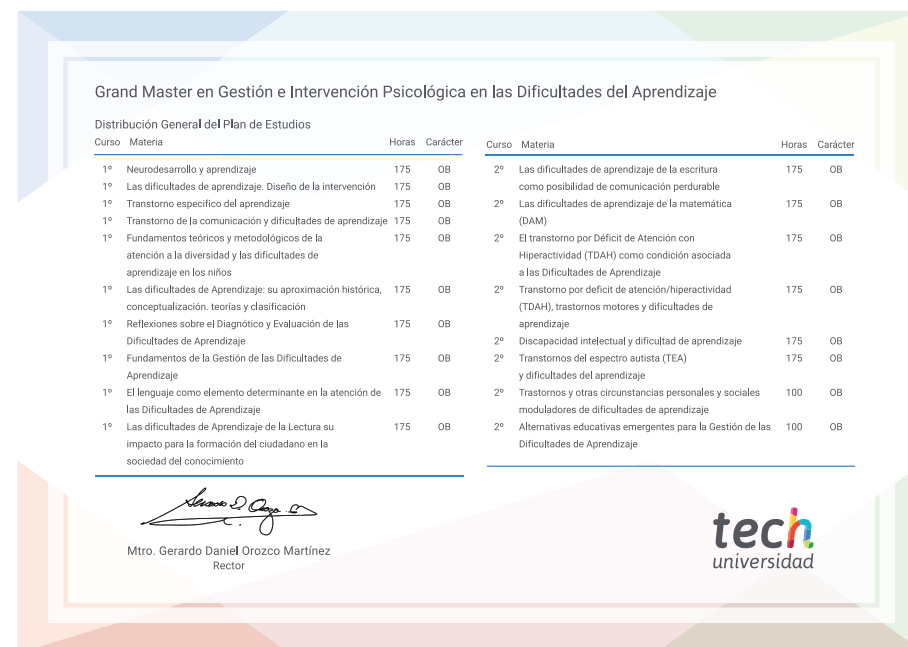 Grand Master en Gestión e Intervención Psicológica en las Dificultades del Aprendizaje
Distribución General del Plan de Estudios
Curso Materia Horas Carácter
1º Neurodesarrollo y aprendizaje 175 OB
1º Las dificultades de aprendizaje. Diseño de la intervención 175 OB
1º Transtorno especifico del aprendizaje 175 OB
1º Transtorno de la comunicación y dificultades de aprendizaje 175 OB
1º Fundamentos teóricos y metodológicos de la 175 OB
atención a la diversidad y las dificultades de
aprendizaje en los niños
1º Las dificultades de Aprendizaje: su aproximación histórica, 175 OB
conceptualización. teorías y clasificación
1º Reflexiones sobre el Diagnótico y Evaluación de las 175 OB
Dificultades de Aprendizaje
1º Fundamentos de la Gestión de las Dificultades de 175 OB
Aprendizaje
1º El lenguaje como elemento determinante en la atención de 175 OB
las Dificultades de Aprendizaje
1º Las dificultades de Aprendizaje de la Lectura su 175 OB
impacto para la formación del ciudadano en la
sociedad del conocimiento
Curso Materia Horas Carácter
2º Las dificultades de aprendizaje de la escritura 175 OB
como posibilidad de comunicación perdurable
2º Las dificultades de aprendizaje de la matemática 175 OB
(DAM)
2º El transtorno por Déficit de Atención con 175 OB
Hiperactividad (TDAH) como condición asociada
a las Dificultades de Aprendizaje
2º Transtorno por deficit de atención/hiperactividad 175 OB
(TDAH), trastornos motores y dificultades de
aprendizaje
2º Discapacidad intelectual y dificultad de aprendizaje 175 OB
2º Transtornos del espectro autista (TEA) 175 OB
y dificultades del aprendizaje
2º Trastornos y otras circunstancias personales y sociales 100 OB
moduladores de dificultades de aprendizaje
2º Alternativas educativas emergentes para la Gestión de las 100 OB
Dificultades de Aprendizaje
Mtro. Gerardo Daniel Orozco Martínez
Rector
tech
universidad